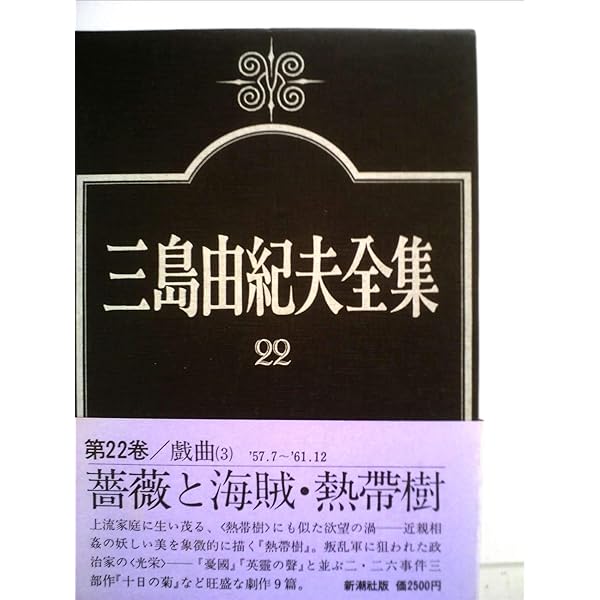 三島由紀夫全集
22
第22巻／戯曲(3) '57.7〜'61.12
薔薇と海賊・熱帶樹
上流家庭に生い茂る、〈熱帯樹〉にも似た欲望の渦――近親相
姦の妖しい美を象徴的に描く『熱帶樹』。叛乱軍に狙われた政
治家の〈光栄〉――『憂國』『英靈の聲』と並ぶ二・二六事件三
部作『十日の菊』など旺盛な劇作9篇。
新潮社版 価2500円